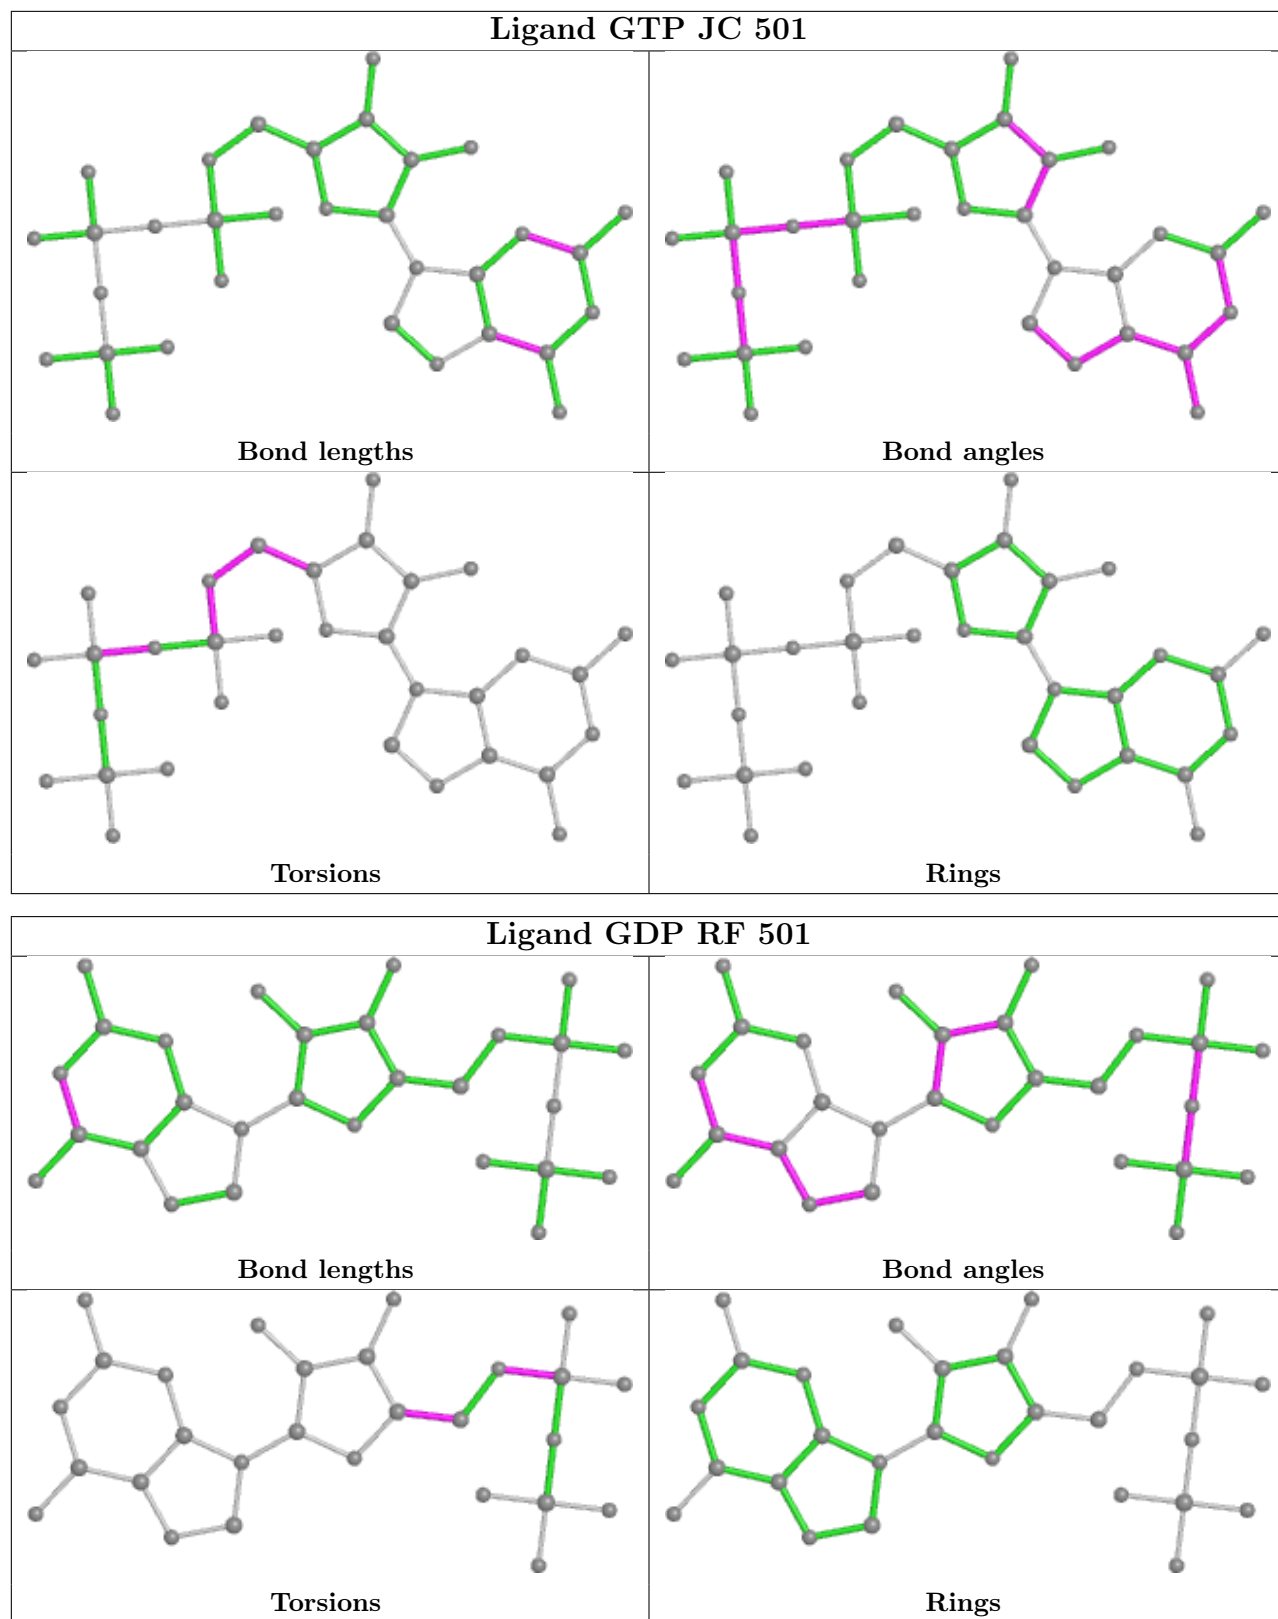 Ligand GTP JC 501
Bond lengths
Bond angles
Torsions
Rings
Ligand GDP RF 501
Bond lengths
Bond angles
Torsions
Rings